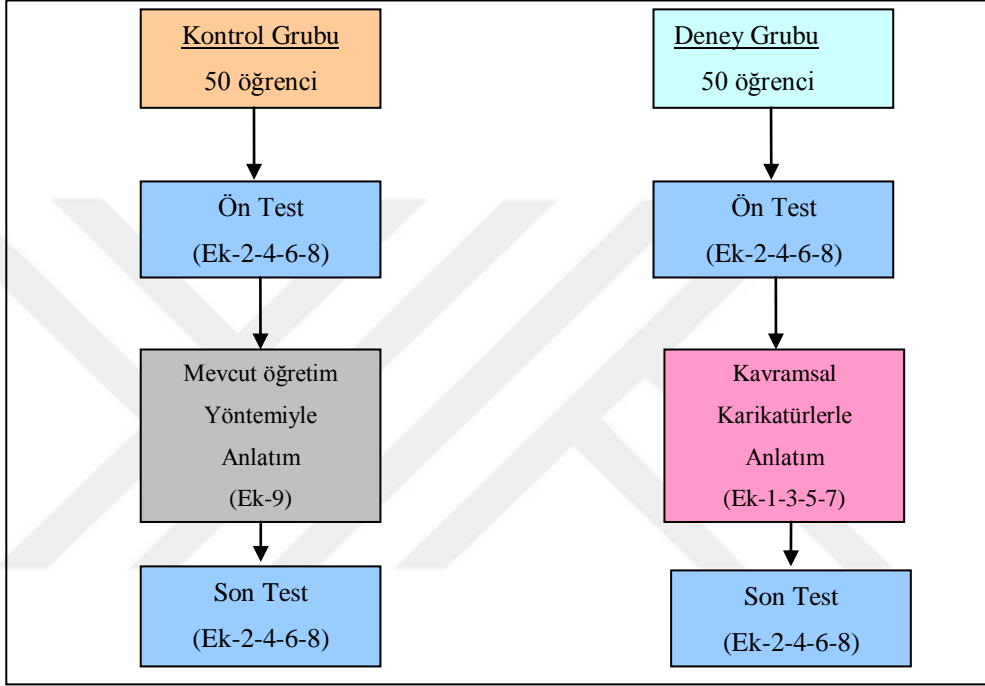 Kontrol Grubu
50 öğrenci
Ön Test
(Ek-2-4-6-8)
Mevcut öğretim
Yöntemiyle
Anlatım
(Ek-9)
Son Test
(Ek-2-4-6-8)
Deney Grubu
50 öğrenci
Ön Test
(Ek-2-4-6-8)
Kavramsal
Karikatürlerle
Anlatım
(Ek-1-3-5-7)
Son Test
(Ek-2-4-6-8)